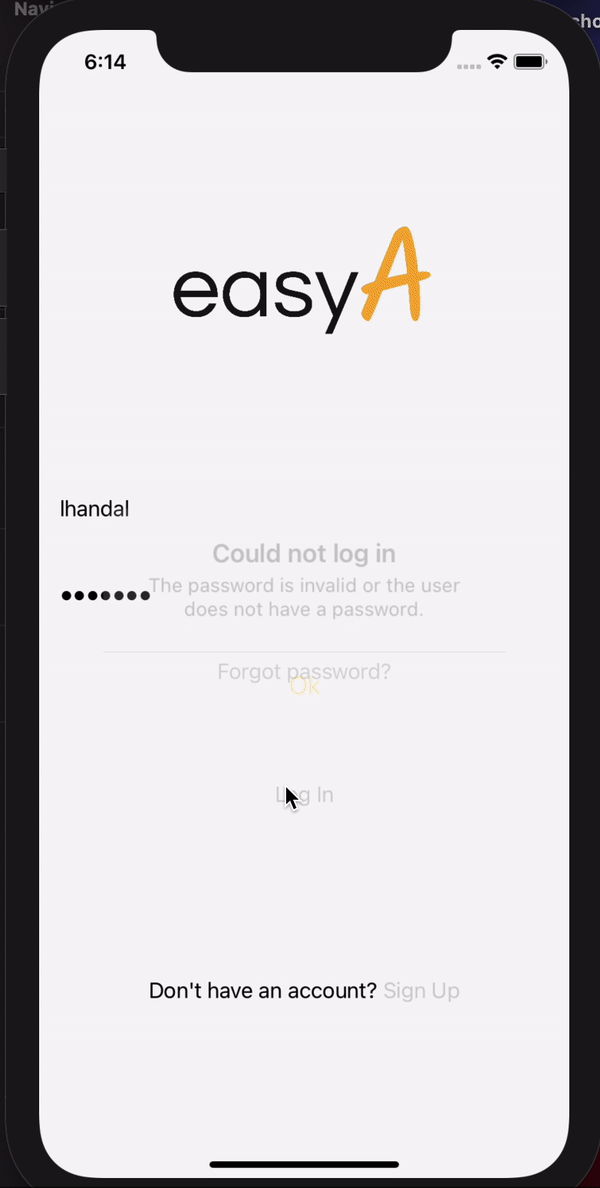 Navi
cho
6:14
easyA
lhandal
Could not log in
The password is invalid or the user
does not have a password.
Forgot password?
Ok
Log In
Don't have an account? Sign Up